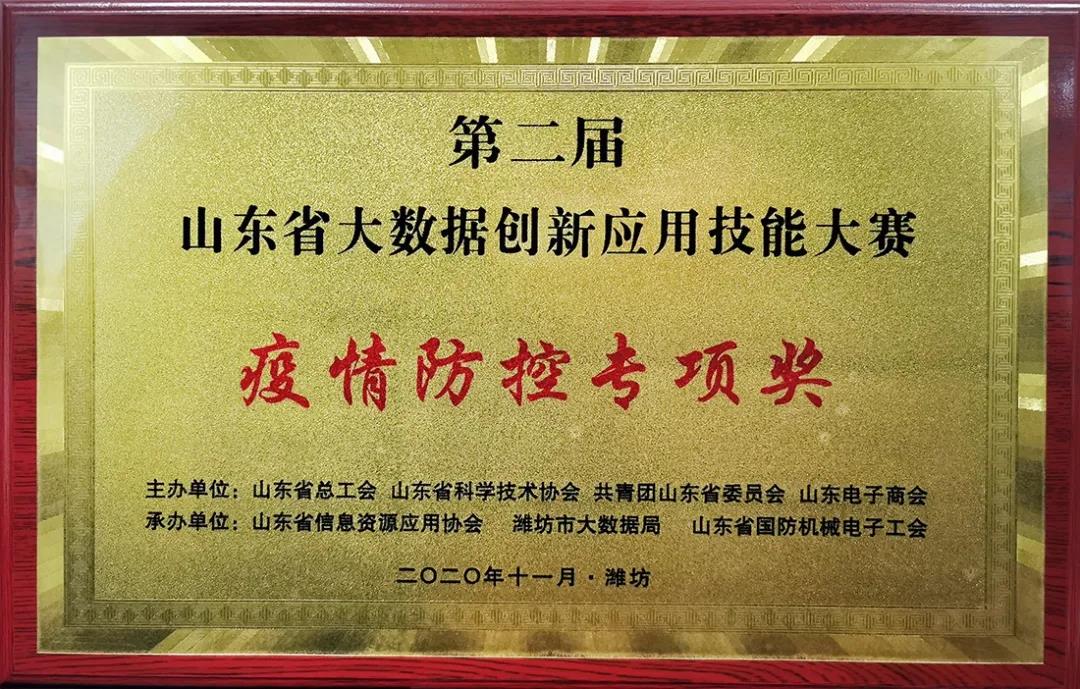 第二届
山东省大数据创新应用技能大赛
疫情防控专项奖
主办单位：山东省总工会 山东省科学技术协会 共青团山东省委员会 山东电子商会
承办单位：山东省信息资源应用协会 潍坊市大数据局 山东省国防机械电子工会
二〇二〇年十一月·潍坊